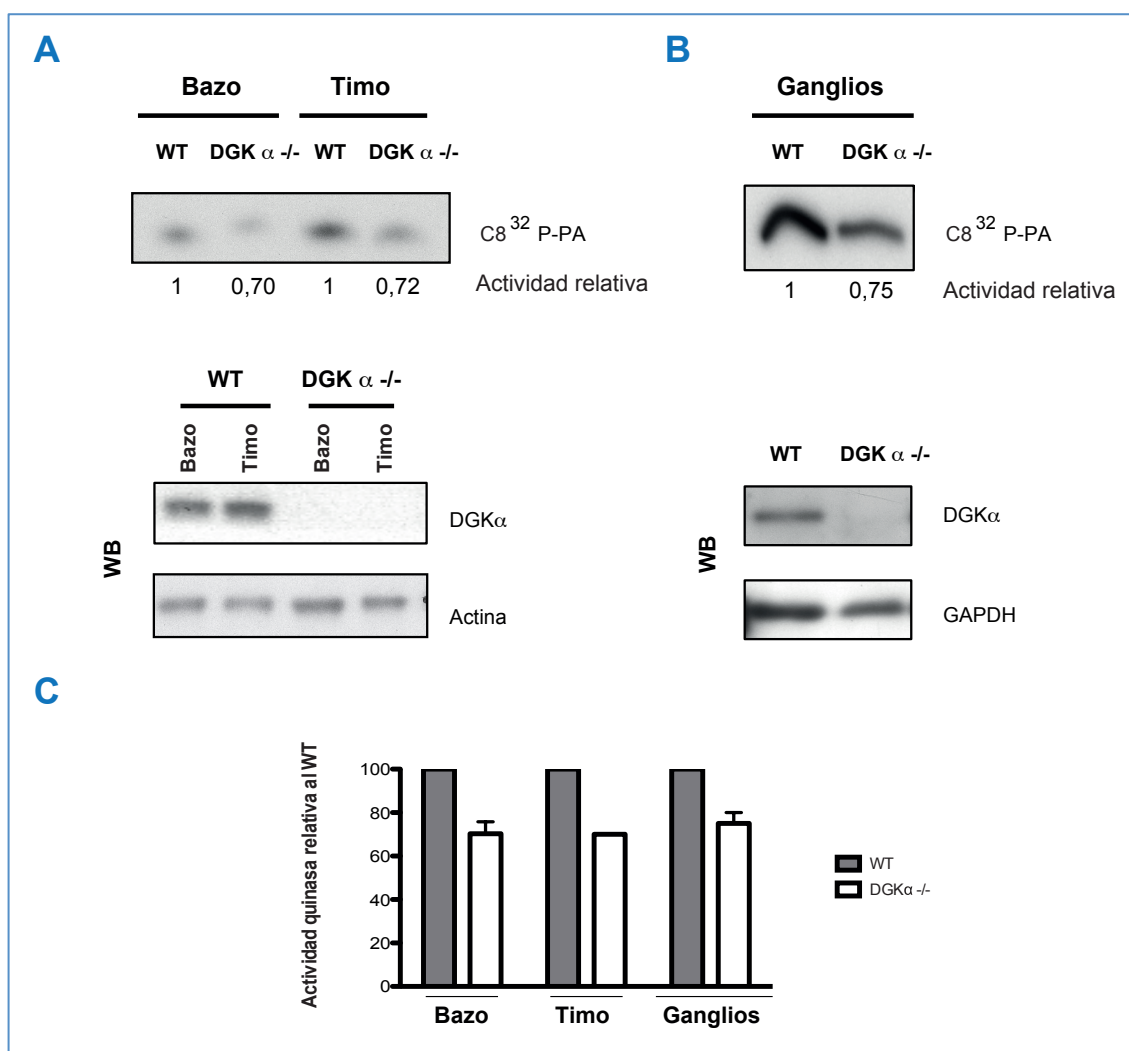 A
Bazo Timo
WT DGK α -/- WT DGK α -/-
C8 32 P-PA
1 0,70 1 0,72 Actividad relativa
WT DGK α -/-
Bazo Timo Bazo Timo
WB
DGKα
Actina
B
Ganglios
WT DGK α -/-
C8 32 P-PA
1 0,75 Actividad relativa
WT DGK α -/-
WB
DGKα
GAPDH
C
Actividad quinasa relativa al WT
100
80
60
40
20
0
Bazo Timo Ganglios
WT
DGKα -/-